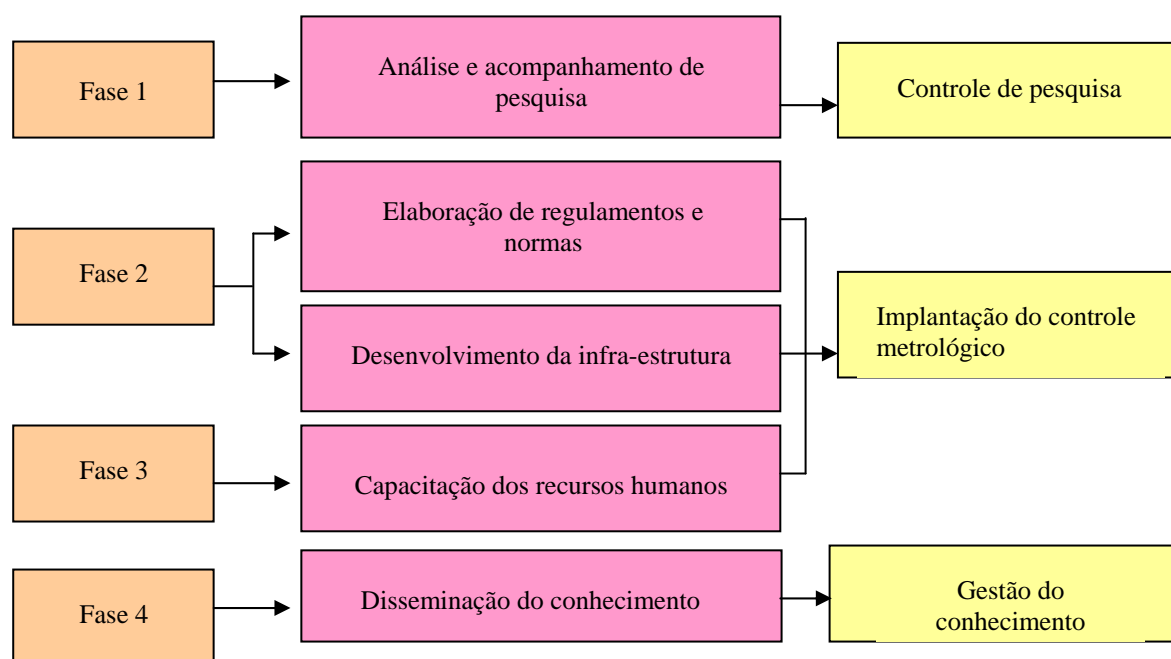 Fase 1
Análise e acompanhamento de
pesquisa
Controle de pesquisa
Fase 2
Elaboração de regulamentos e
normas
Desenvolvimento da infra-estrutura
Implantação do controle
metrológico
Fase 3
Capacitação dos recursos humanos
Fase 4
Disseminação do conhecimento
Gestão do
conhecimento